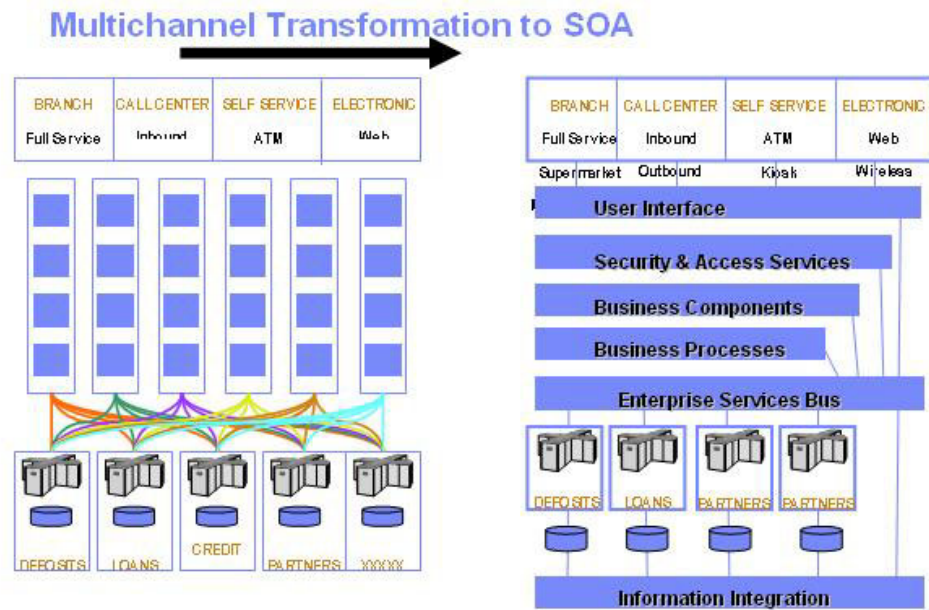 Multichannel Transformation to SOA
BRANCH CALL CENTER SELF SERVICE ELECTRONIC
Full Service Inbound ATM Web
DEPOSITS LOANS CREDIT PARTNERS XXXXX
BRANCH CALL CENTER SELF SERVICE ELECTRONIC
Full Service Inbound ATM Web
Supermarket Outbound Kiosk Wireless
User Interface
Security & Access Services
Business Components
Business Processes
Enterprise Services Bus
DEPOSITS LOANS PARTNERS PARTNERS
Information Integration